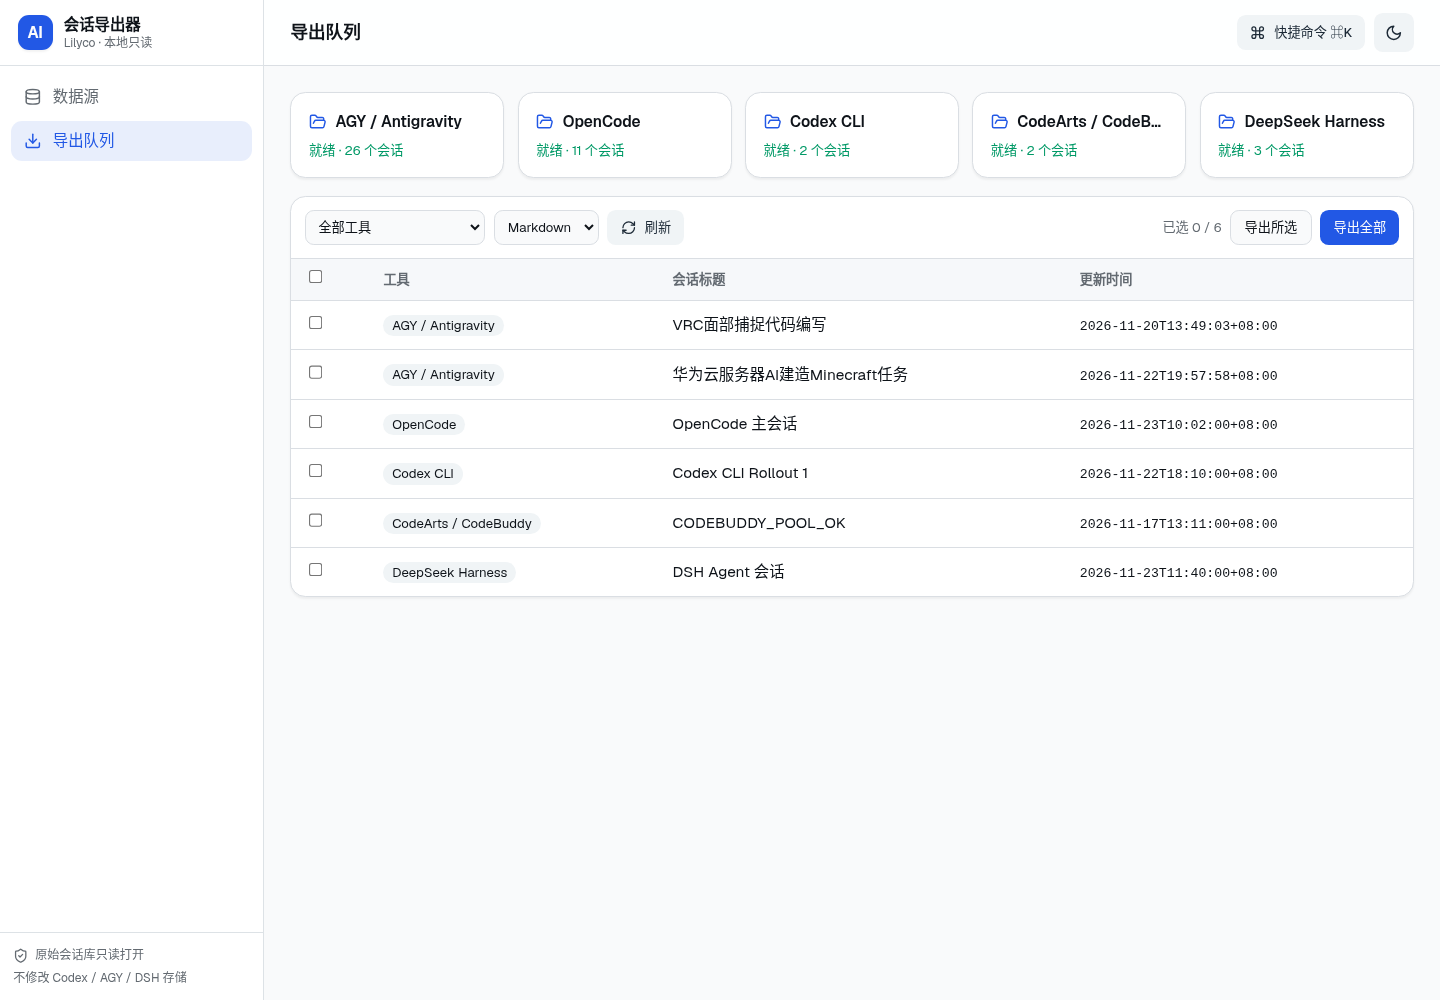 AI
会话导出器
Lilyco · 本地只读
数据源
导出队列
原始会话库只读打开
不修改 Codex / AGY / DSH 存储
导出队列
快捷命令 ⌘K
AGY / Antigravity
就绪 · 26 个会话
OpenCode
就绪 · 11 个会话
Codex CLI
就绪 · 2 个会话
CodeArts / CodeB...
就绪 · 2 个会话
DeepSeek Harness
就绪 · 3 个会话
全部工具
Markdown
刷新
已选 0 / 6
导出所选
导出全部
工具 会话标题 更新时间
AGY / Antigravity VRC面部捕捉代码编写 2026-11-20T13:49:03+08:00
AGY / Antigravity 华为云服务器AI建造Minecraft任务 2026-11-22T19:57:58+08:00
OpenCode OpenCode 主会话 2026-11-23T10:02:00+08:00
Codex CLI Codex CLI Rollout 1 2026-11-22T18:10:00+08:00
CodeArts / CodeBuddy CODEBUDDY_POOL_OK 2026-11-17T13:11:00+08:00
DeepSeek Harness DSH Agent 会话 2026-11-23T11:40:00+08:00